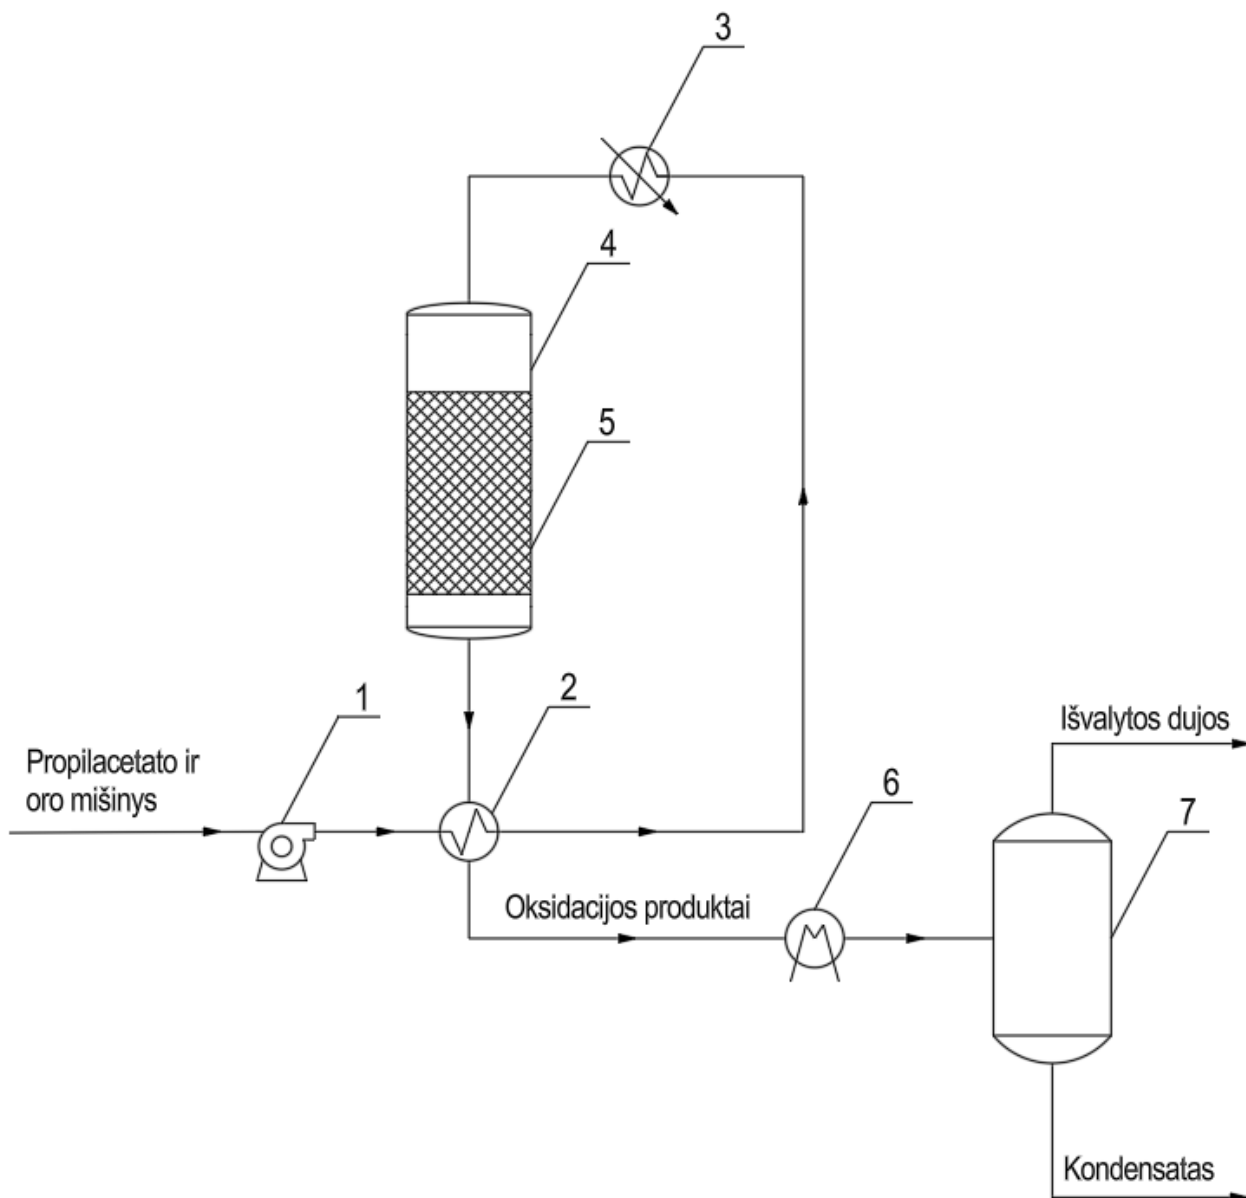 3
4
5
1
2
Propilacetato ir
oro mišinys
Išvalytos dujos
6
7
Oksidacijos produktai
Kondensatas